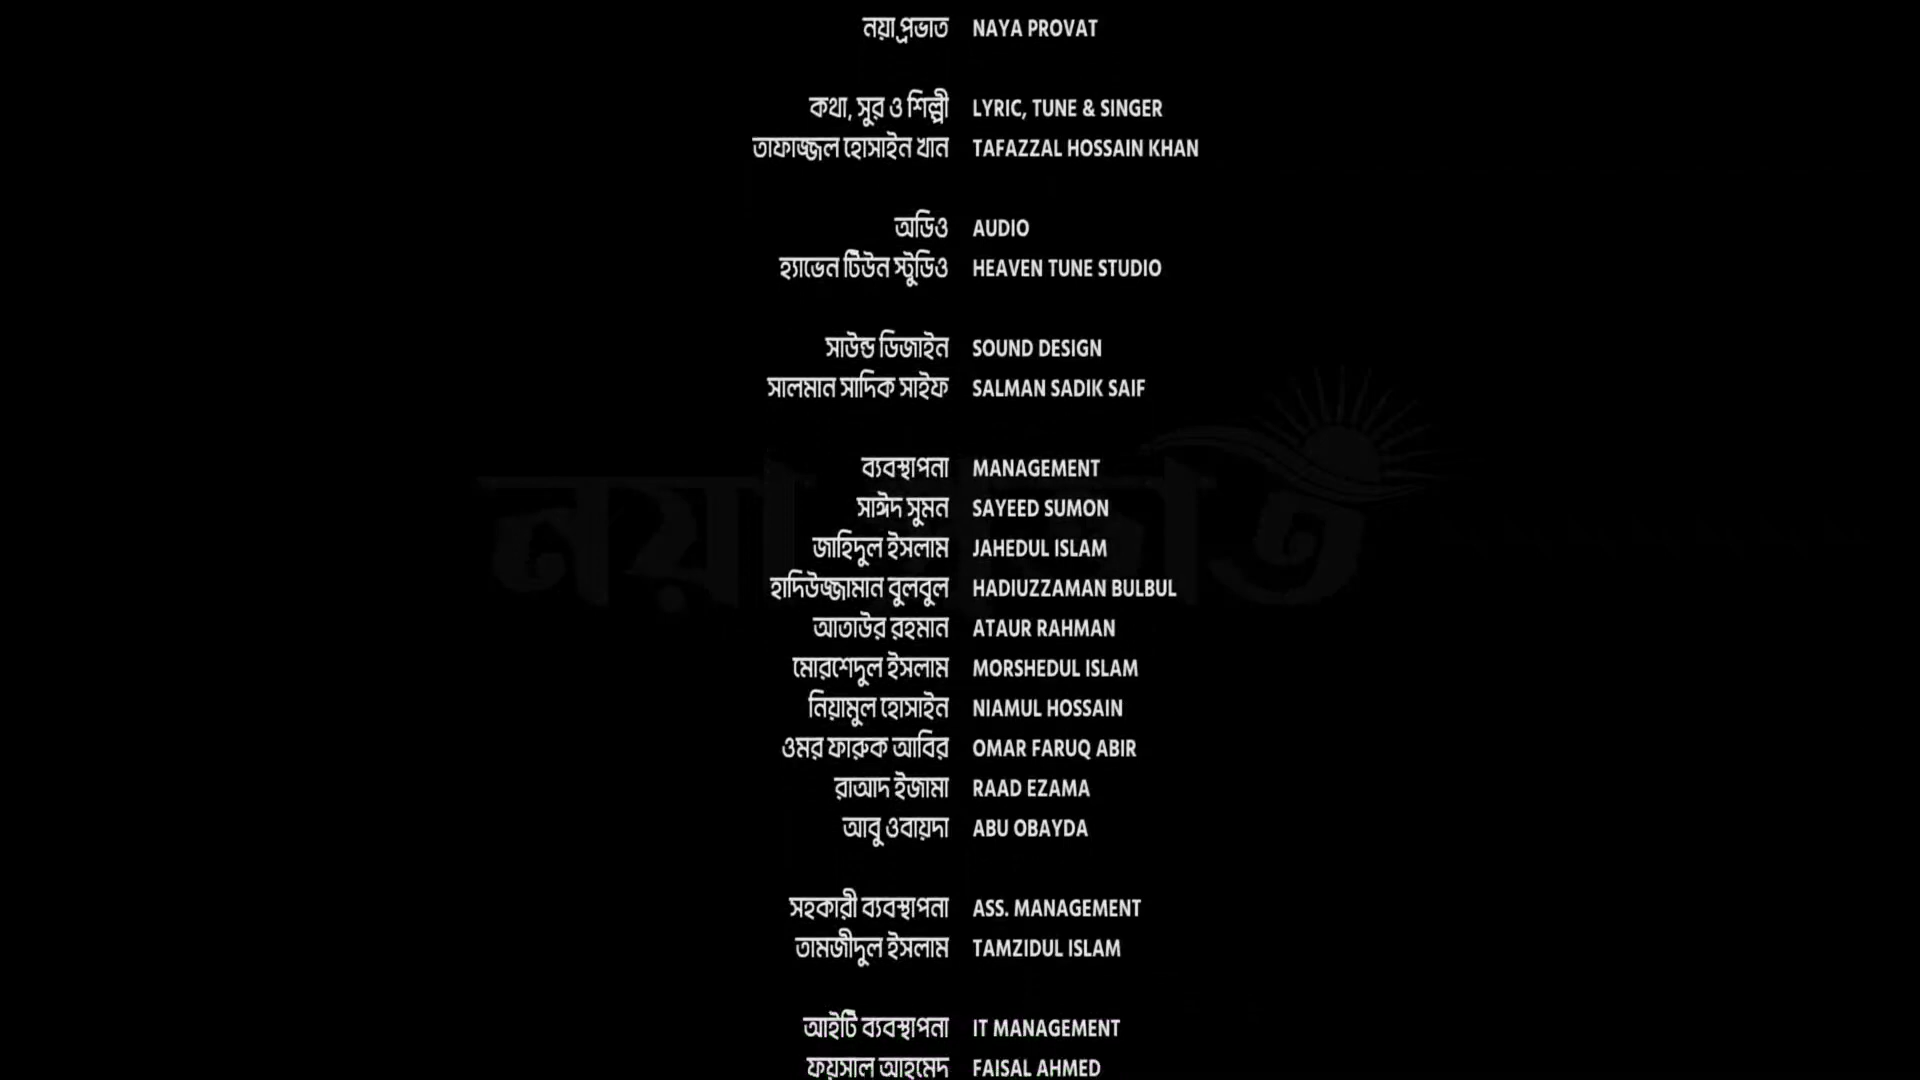 নয়া প্রভাত NAYA PROVAT
কথা, সুর ও শিল্পী LYRIC, TUNE & SINGER
তাফাজ্জল হোসাইন খান TAFAZZAL HOSSAIN KHAN
অডিও AUDIO
হ্যাভেন টিউন স্টুডিও HEAVEN TUNE STUDIO
সাউন্ড ডিজাইন SOUND DESIGN
সালমান সাদিক সাইফ SALMAN SADIK SAIF
ব্যবস্থাপনা MANAGEMENT
সাঈদ সুমন SAYEED SUMON
জাহিদুল ইসলাম JAHEDUL ISLAM
হাদিউজ্জামান বুলবুল HADIUZZAMAN BULBUL
আতাউর রহমান ATAUR RAHMAN
মোরশেদুল ইসলাম MORSHEDUL ISLAM
নিয়ামুল হোসাইন NIAMUL HOSSAIN
ওমর ফারুক আবির OMAR FARUQ ABIR
রাআদ ইজামা RAAD EZAMA
আবু ওবায়দা ABU OBAYDA
সহকারী ব্যবস্থাপনা ASS. MANAGEMENT
তামজীদুল ইসলাম TAMZIDUL ISLAM
আইটি ব্যবস্থাপনা IT MANAGEMENT
ফয়সাল আহমেদ FAISAL AHMED
নয়া প্রভাত